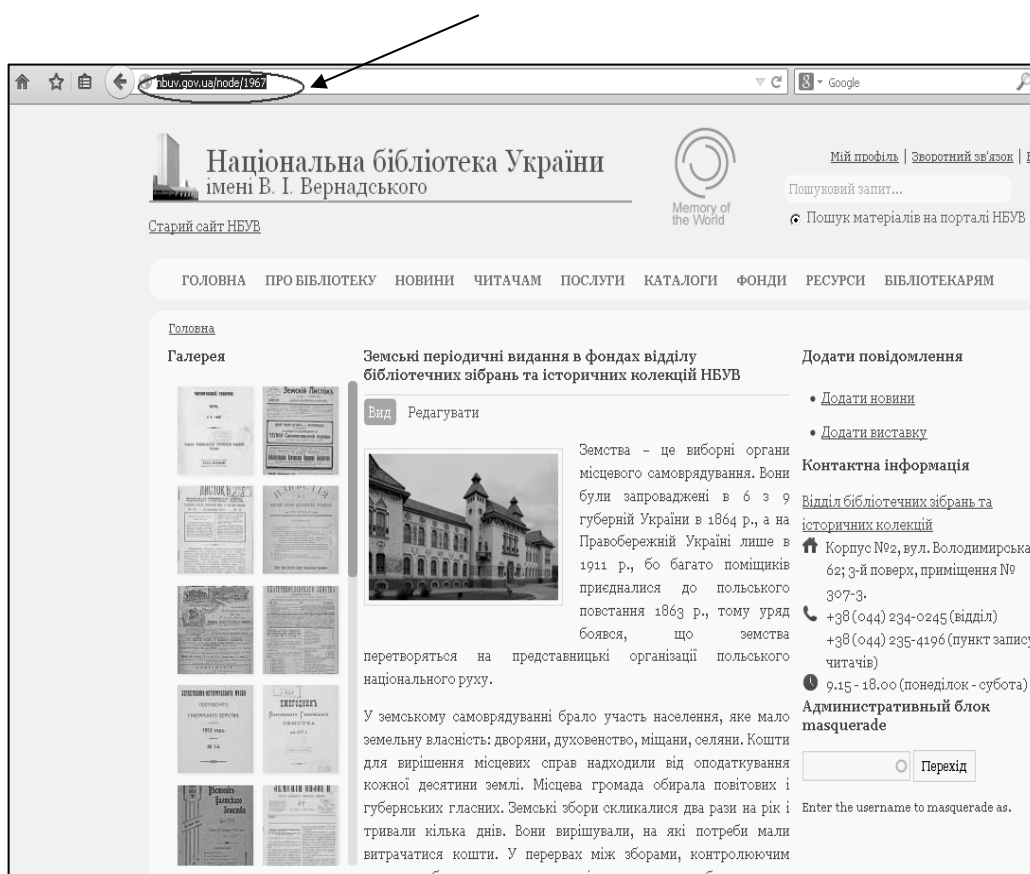 nbuv.gov.ua/node/1967
Google
Національна бібліотека України
імені В. І. Вернадського
Memory of
the World
Мій профіль | Зворотний зв'язок |
Пошуковий запит...
Пошук матеріалів на порталі НБУВ
Старий сайт НБУВ
ГОЛОВНА ПРО БІБЛІОТЕКУ НОВИНИ ЧИТАЧАМ ПОСЛУГИ КАТАЛОГИ ФОНДИ РЕСУРСИ БІБЛІОТЕКАРЯМ
Головна
Галерея
Земскій Листокъ
ЛИСТОКЪ
ИЗВѢСТІЯ
ЕЖЕГОДНИКЪ
Земські періодичні видання в фондах відділу
бібліотечних зібрань та історичних колекцій НБУВ
Вид Редагувати
Земства – це виборні органи
місцевого самоврядування. Вони
були запроваджені в 6 з 9
губерній України в 1864 р., а на
Правобережній Україні лише в
1911 р., бо багато поміщиків
приєдналися до польського
повстання 1863 р., тому уряд
боявся, що земства
перетворяться на представницькі організації польського
національного руху.
У земському самоврядуванні брало участь населення, яке мало
земельну власність: дворяни, духовенство, міщани, селяни. Кошти
для вирішення місцевих справ надходили від оподаткування
кожної десятини землі. Місцева громада обирала повітових і
губернських гласних. Земські збори скликалися два рази на рік і
тривали кілька днів. Вони вирішували, на які потреби мали
витрачатися кошти. У перервах між зборами, контролюючим
Додати повідомлення
• Додати новини
• Додати виставку
Контактна інформація
Відділ бібліотечних зібрань та
історичних колекцій
Корпус №2, вул. Володимирська
62; 3-й поверх, приміщення №
307-3.
+38 (044) 234-0245 (відділ)
+38 (044) 235-4196 (пункт запису
читачів)
9.15 - 18.00 (понеділок - субота)
Административный блок
masquerade
Перехід
Enter the username to masquerade as.